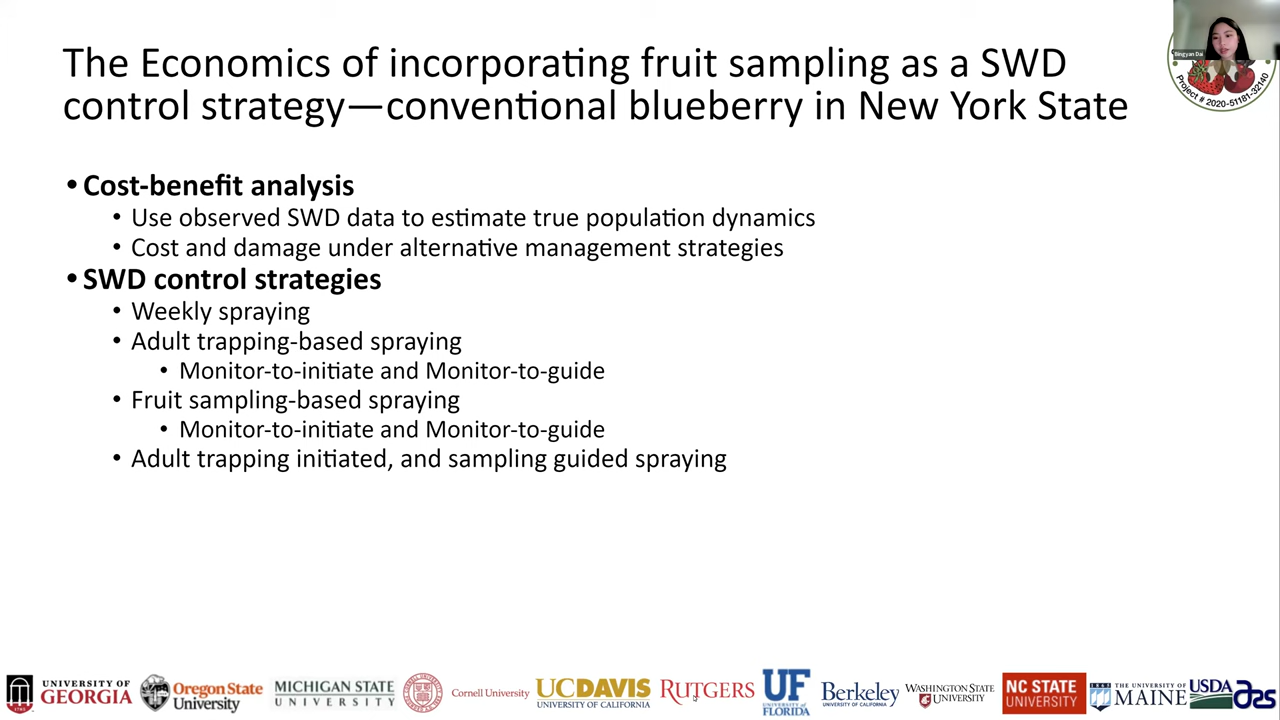 The Economics of incorporating fruit sampling as a SWD
control strategy—conventional blueberry in New York State
Bingyan Dai
Project # 2020-51181-32140
• Cost-benefit analysis
• Use observed SWD data to estimate true population dynamics
• Cost and damage under alternative management strategies
• SWD control strategies
• Weekly spraying
• Adult trapping-based spraying
• Monitor-to-initiate and Monitor-to-guide
• Fruit sampling-based spraying
• Monitor-to-initiate and Monitor-to-guide
• Adult trapping initiated, and sampling guided spraying
UNIVERSITY OF
GEORGIA
1785
Oregon State
University
MICHIGAN STATE
UNIVERSITY
Cornell University
UCDAVIS
UNIVERSITY OF CALIFORNIA
RUTGERS
UF
UNIVERSITY of
FLORIDA
Berkeley
UNIVERSITY OF CALIFORNIA
WASHINGTON STATE
UNIVERSITY
NC STATE
UNIVERSITY
1865
THE UNIVERSITY OF
MAINE
USDA